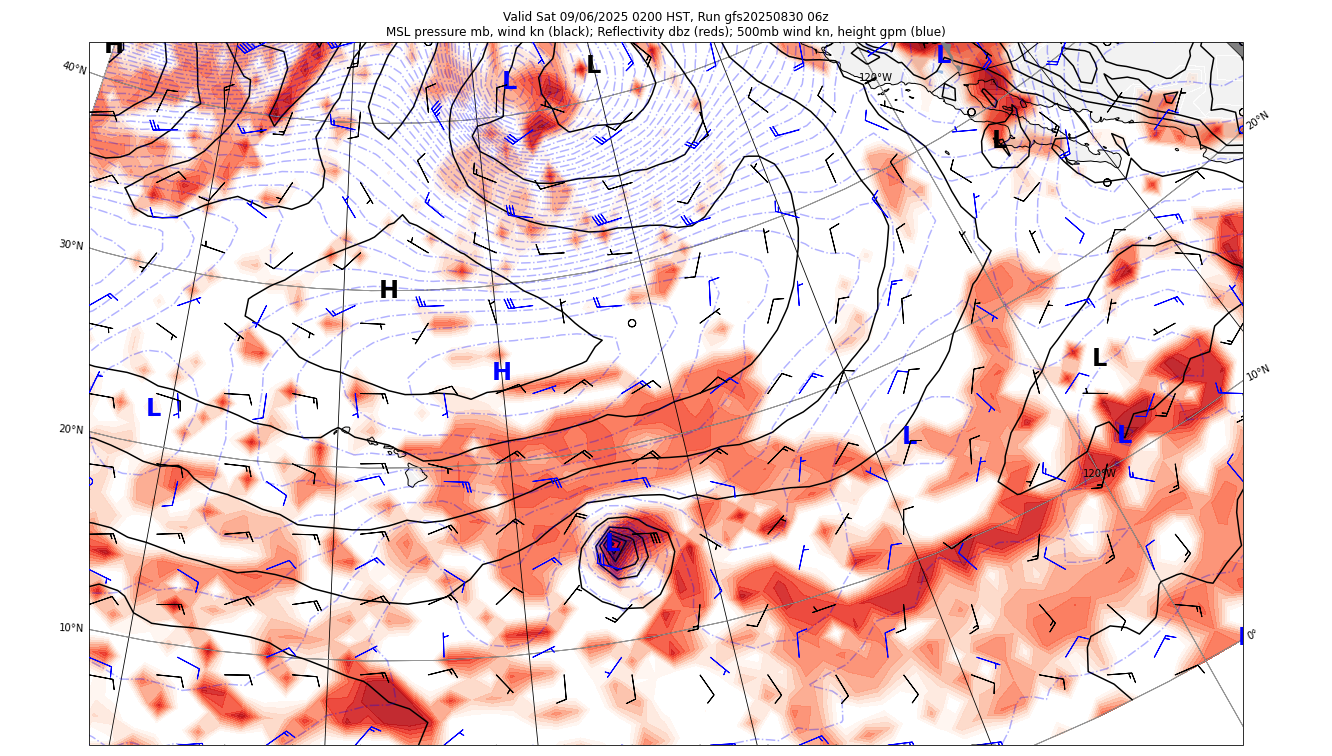 Valid Sat 09/06/2025 0200 HST, Run gfs20250830 06z
MSL pressure mb, wind kn (black); Reflectivity dbz (reds); 500mb wind kn, height gpm (blue)
H
L
L
L
40°N
120°W
20°N
L
30°N
H
L
H
10°N
L
20°N
L
L
120°W
L
10°N
0°